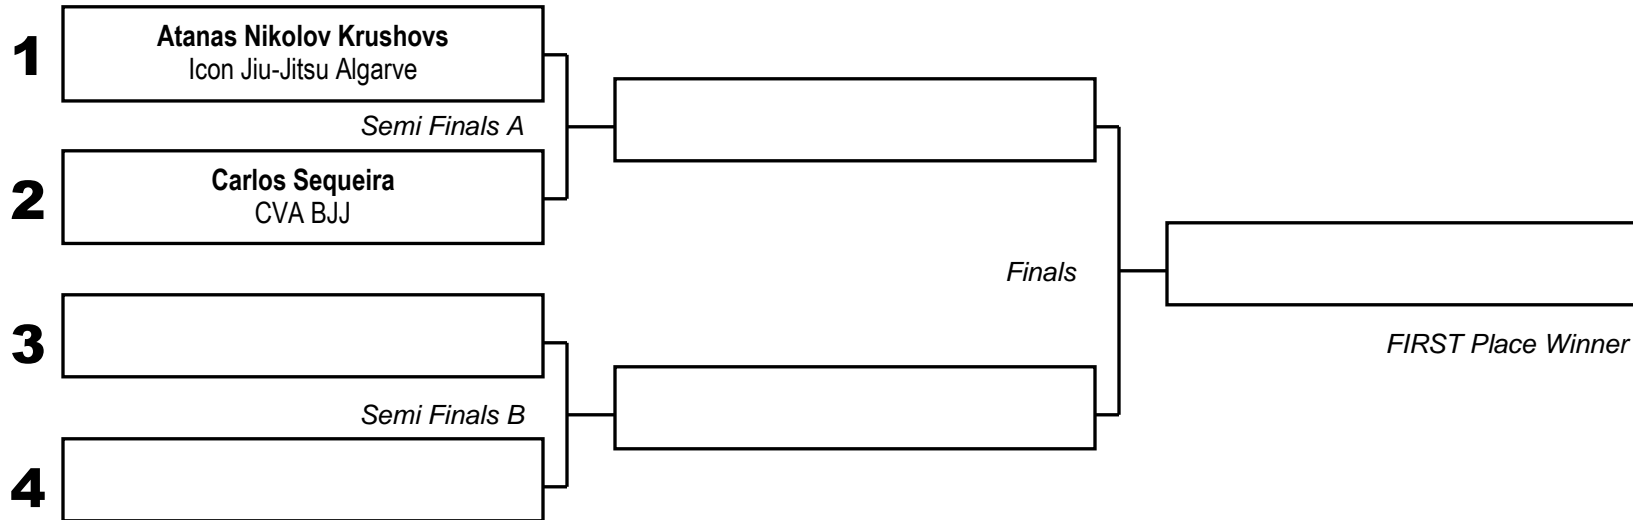 1
Atanas Nikolov Krushovs
Icon Jiu-Jitsu Algarve
Semi Finals A
2
Carlos Sequeira
CVA BJJ
Finals
3
FIRST Place Winner
Semi Finals B
4